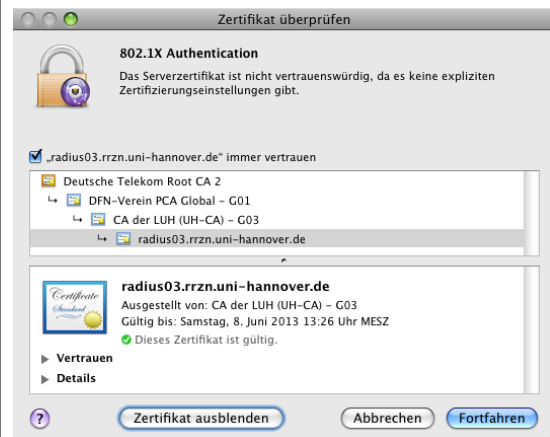 Zertifikat überprüfen
802.1X Authentication
Das Serverzertifikat ist nicht vertrauenswürdig, da es keine expliziten
Zertifizierungseinstellungen gibt.
„radius03.rrzn.uni-hannover.de“ immer vertrauen
Deutsche Telekom Root CA 2
DFN-Verein PCA Global – G01
CA der LUH (UH-CA) – G03
radius03.rrzn.uni-hannover.de
Certificate
Standard
radius03.rrzn.uni-hannover.de
Ausgestellt von: CA der LUH (UH-CA) – G03
Gültig bis: Samstag, 8. Juni 2013 13:26 Uhr MESZ
Dieses Zertifikat ist gültig.
Vertrauen
Details
? Zertifikat ausblenden Abbrechen Fortfahren